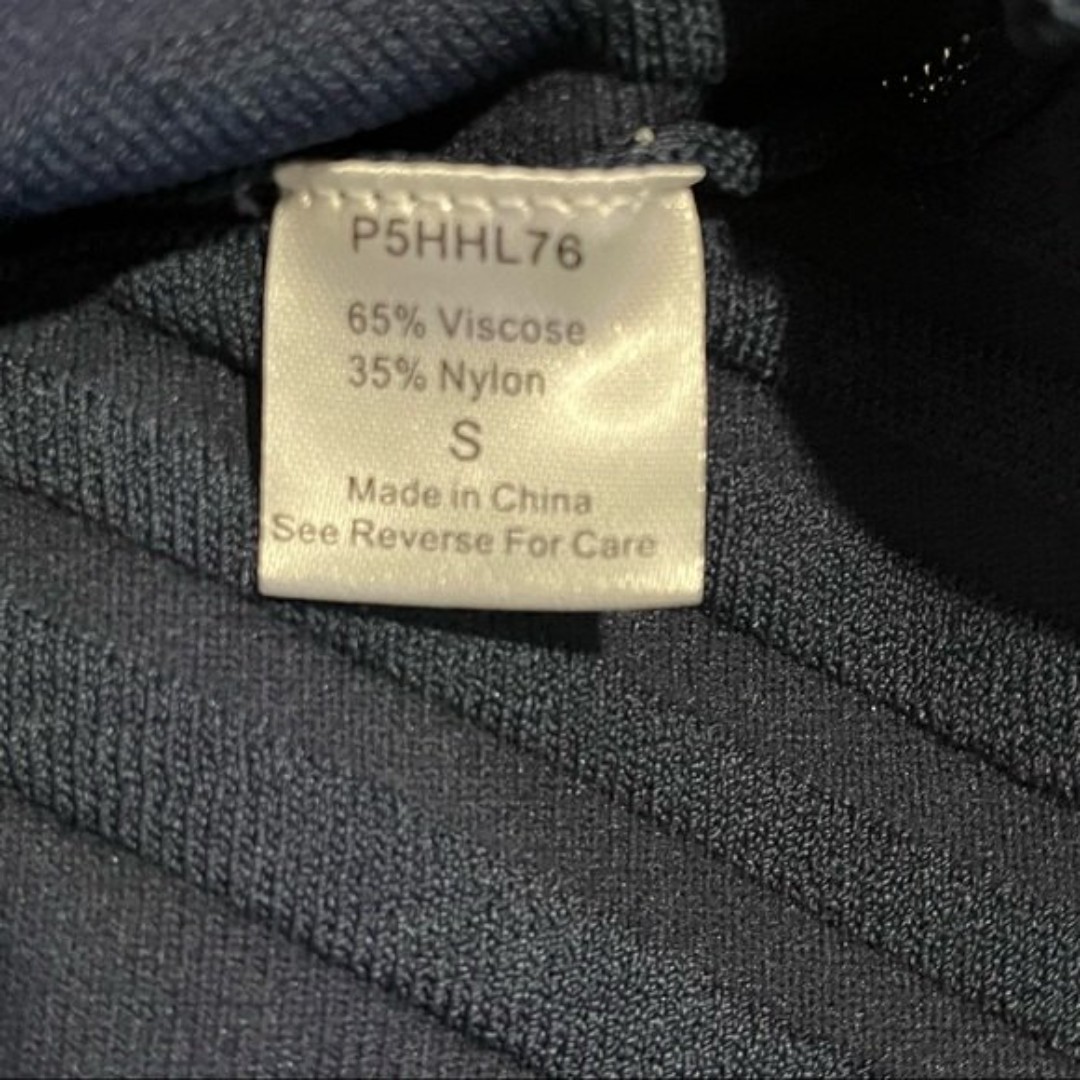 P5HHL76
65% Viscose
35% Nylon
S
Made in China
See Reverse For Care